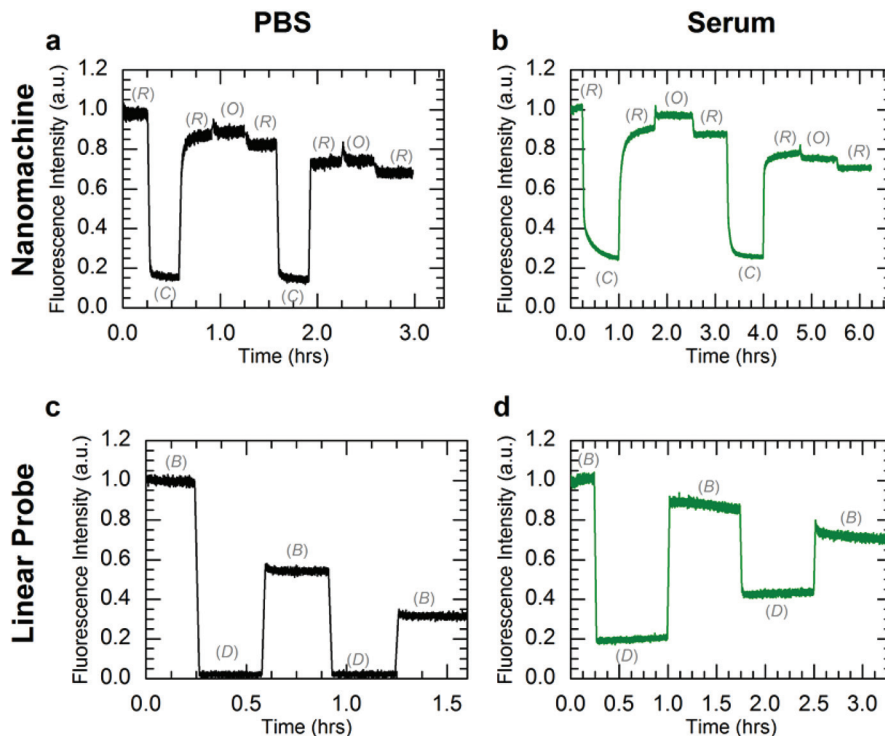 PBS
Serum
Nanomachine
a
Fluorescence Intensity (a.u.)
1.2
1.0
0.8
0.6
0.4
0.2
0.0
(R)
(R)
(O)
(R)
(R)
(O)
(R)
(C)
(C)
0.0 1.0 2.0 3.0
Time (hrs)
b
Fluorescence Intensity (a.u.)
1.2
1.0
0.8
0.6
0.4
0.2
0.0
(R)
(R)
(O)
(R)
(R)
(O)
(R)
(C)
(C)
0.0 1.0 2.0 3.0 4.0 5.0 6.0
Time (hrs)
Linear Probe
c
Fluorescence Intensity (a.u.)
1.2
1.0
0.8
0.6
0.4
0.2
0.0
(B)
(B)
(B)
(D)
(D)
0.0 0.5 1.0 1.5
Time (hrs)
d
Fluorescence Intensity (a.u.)
1.2
1.0
0.8
0.6
0.4
0.2
0.0
(B)
(B)
(B)
(D)
(D)
0.0 0.5 1.0 1.5 2.0 2.5 3.0
Time (hrs)